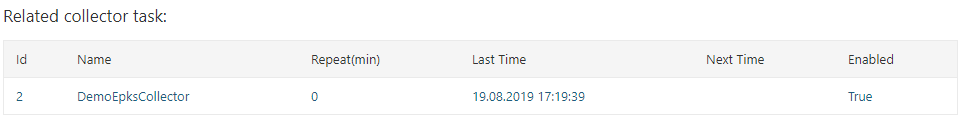 Related collector task:
Id Name Repeat(min) Last Time Next Time Enabled
2 DemoEpksCollector 0 19.08.2019 17:19:39 True